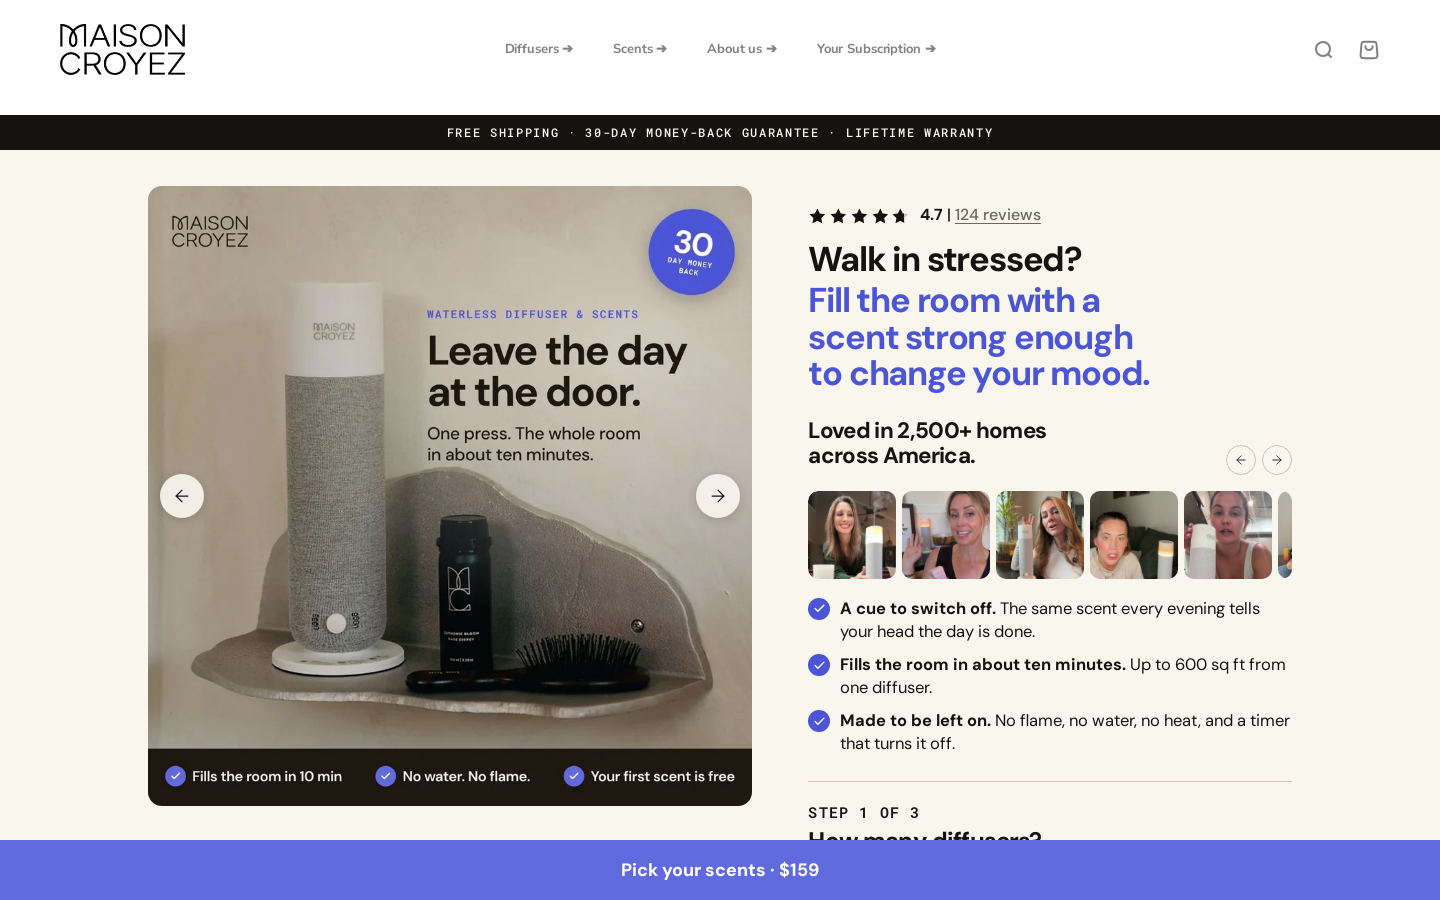 MAISON
CROYEZ
Diffusers ➔
Scents ➔
About us ➔
Your Subscription ➔
FREE SHIPPING · 30-DAY MONEY-BACK GUARANTEE · LIFETIME WARRANTY
MAISON
CROYEZ
30
DAY MONEY
BACK
MAISON
CROYEZ
WATERLESS DIFFUSER & SCENTS
Leave the day
at the door.
One press. The whole room
in about ten minutes.
Fills the room in 10 min
No water. No flame.
Your first scent is free
4.7 | 124 reviews
Walk in stressed?
Fill the room with a
scent strong enough
to change your mood.
Loved in 2,500+ homes
across America.
A cue to switch off. The same scent every evening tells
your head the day is done.
Fills the room in about ten minutes. Up to 600 sq ft from
one diffuser.
Made to be left on. No flame, no water, no heat, and a timer
that turns it off.
STEP 1 OF 3
How many diffusers?
Pick your scents · $159